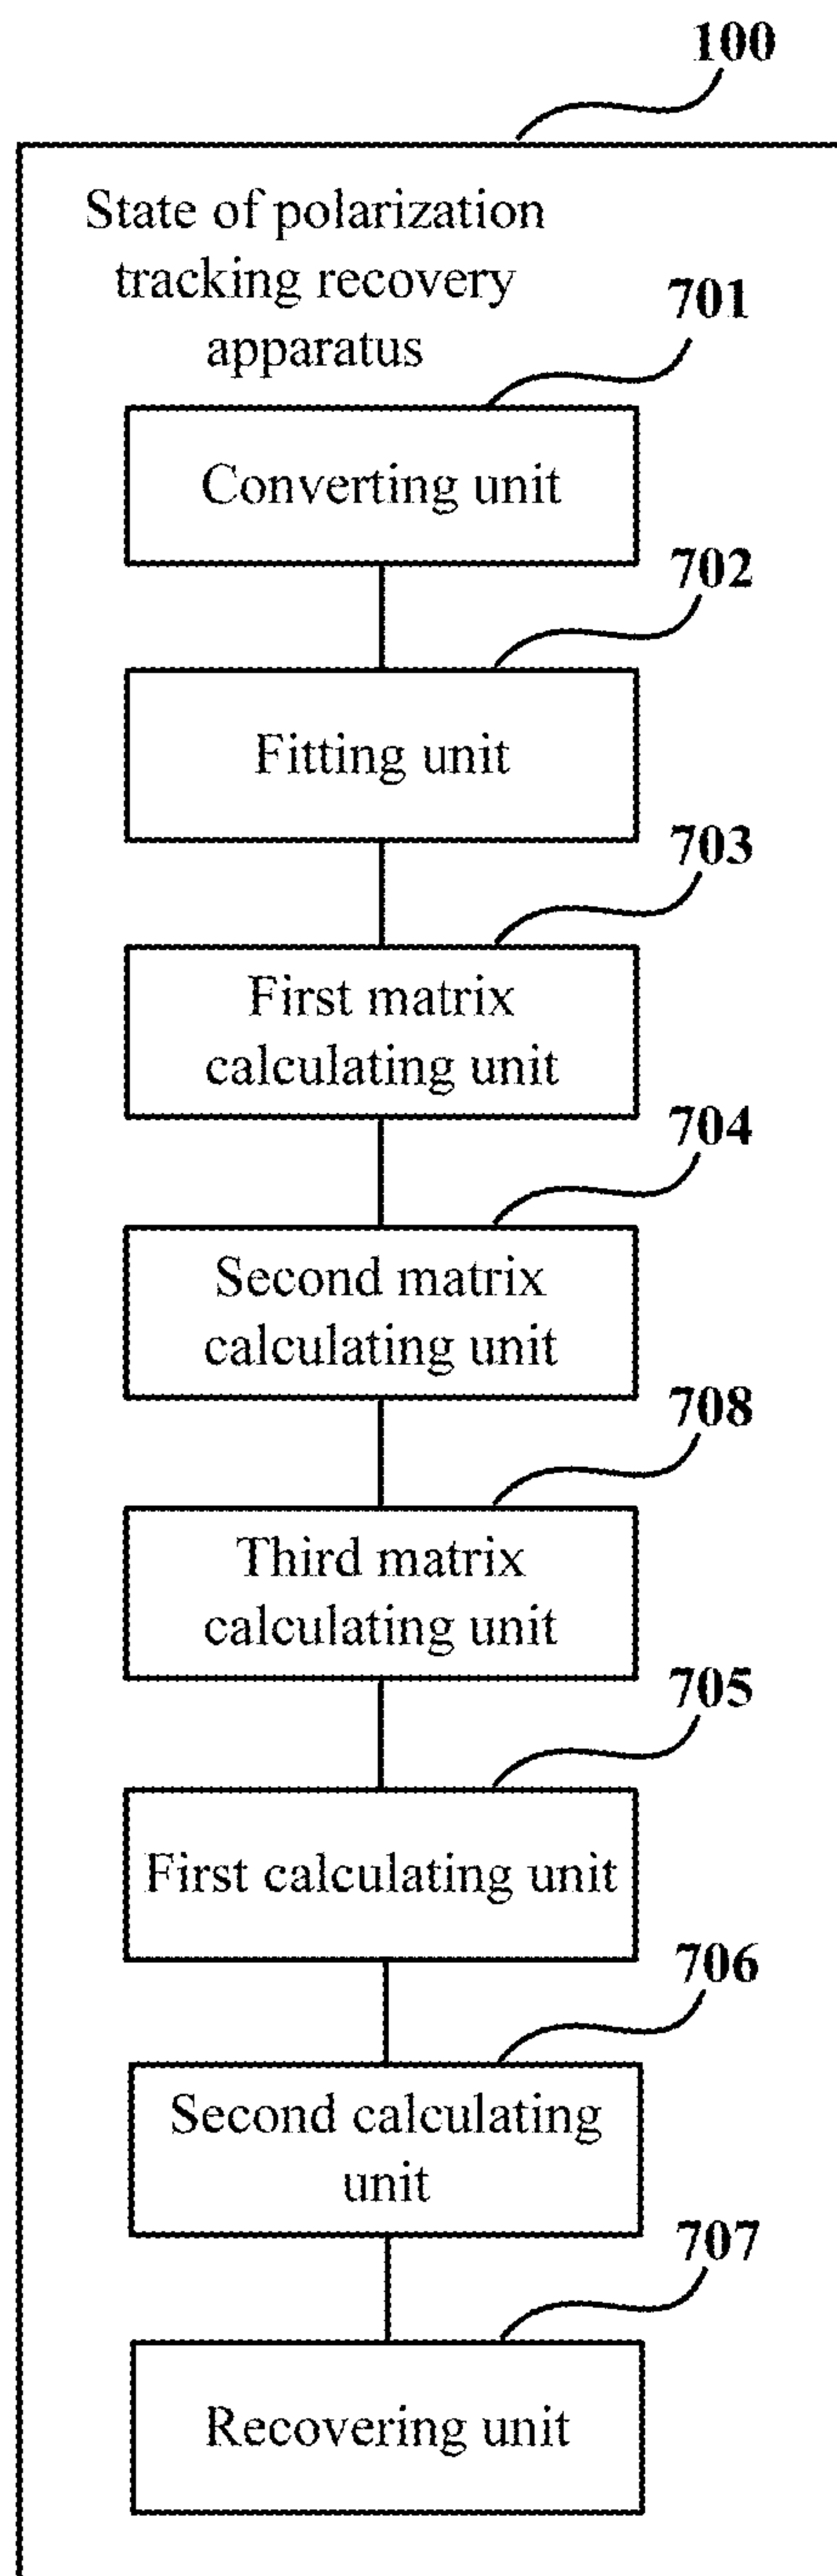 100
State of polarization
tracking recovery
apparatus
701
Converting unit
702
Fitting unit
703
First matrix
calculating unit
704
Second matrix
calculating unit
708
Third matrix
calculating unit
705
First calculating unit
706
Second calculating
unit
707
Recovering unit